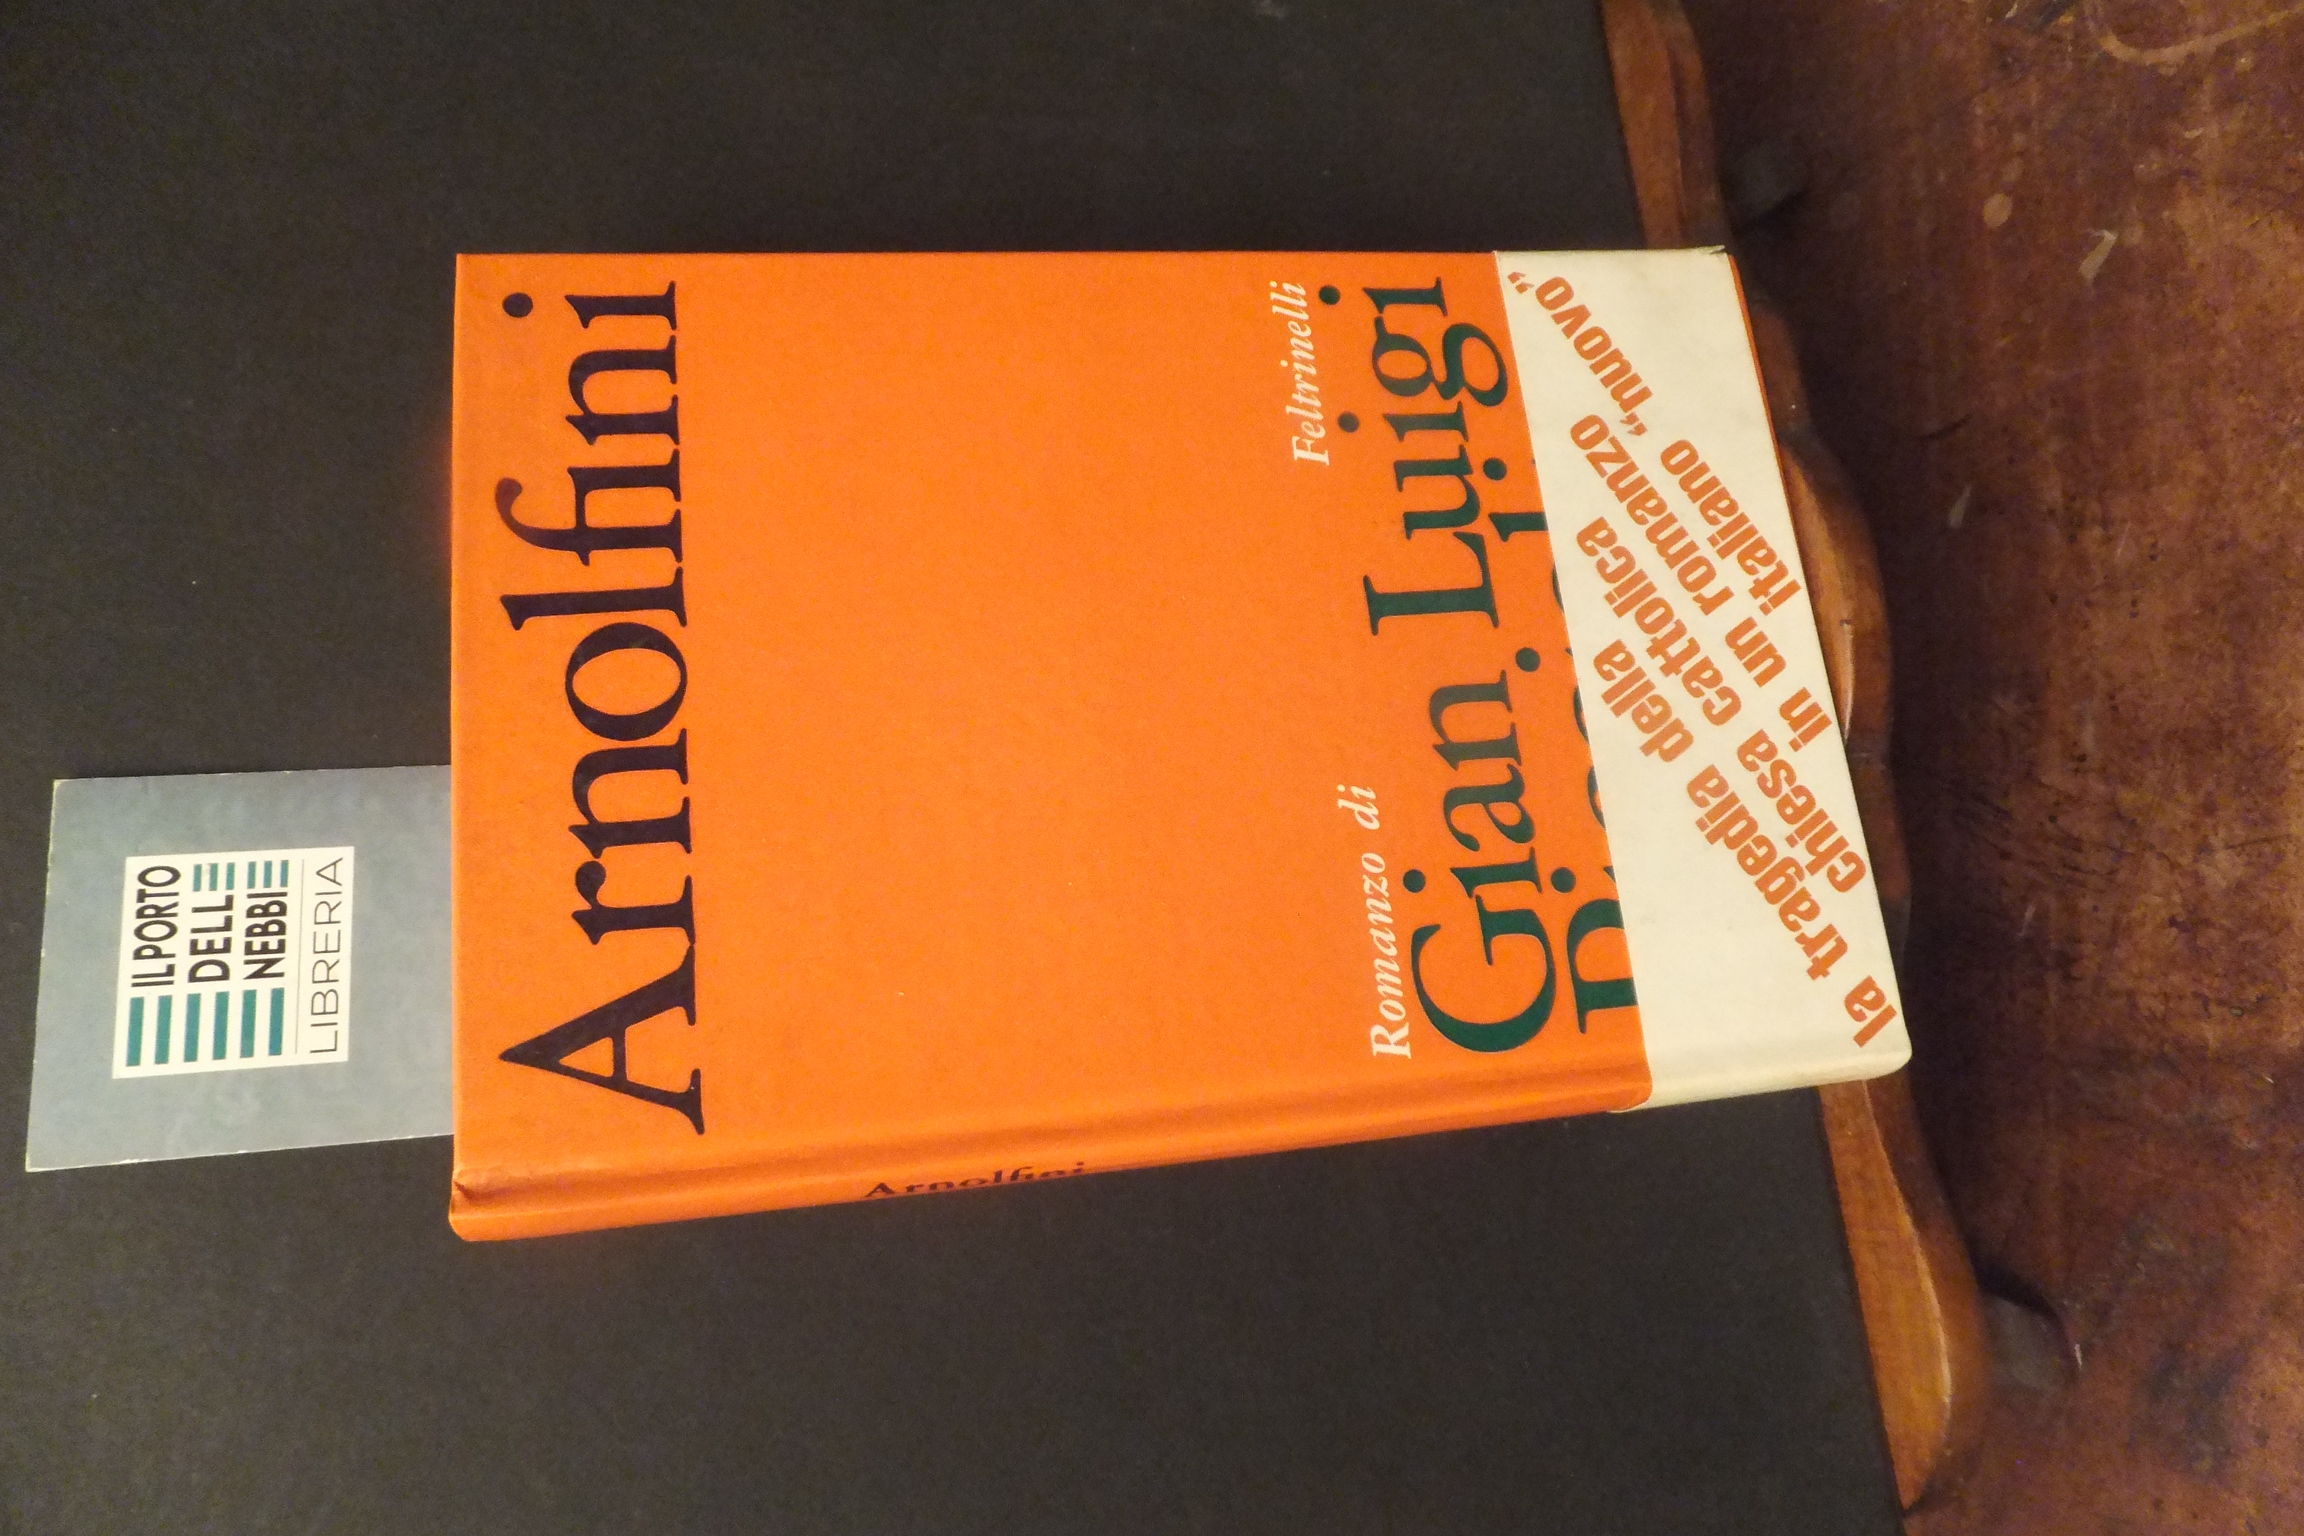 IL PORTO
DELLE
NEBBIE
LIBRERIA
Arnolfini
Feltrinelli
Romanzo di
Gian Luigi
la tragedia della
chiesa cattolica
in un romanzo
italiano “nuovo”
Arnolfini